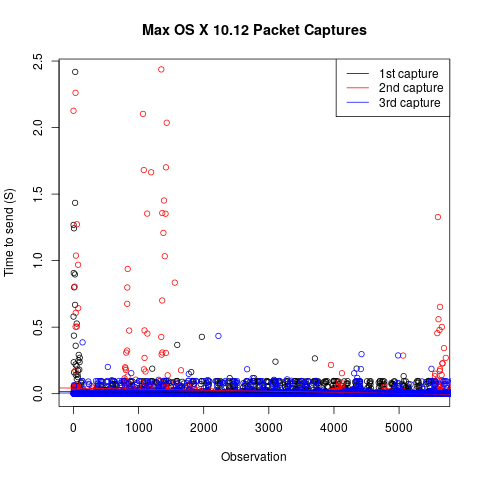 Max OS X 10.12 Packet Captures
1st capture
2nd capture
3rd capture
Time to send (S)
2.5
2.0
1.5
1.0
0.5
0.0
0 1000 2000 3000 4000 5000
Observation